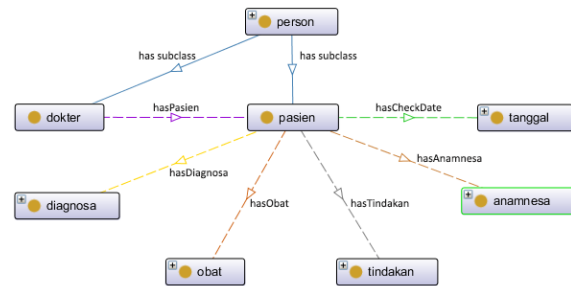 person
has subclass
has subclass
dokter
hasPasien
pasien
hasCheckDate
tanggal
hasDiagnosa
hasAnamnesa
diagnosa
hasObat
hasTindakan
anamnesa
obat
tindakan